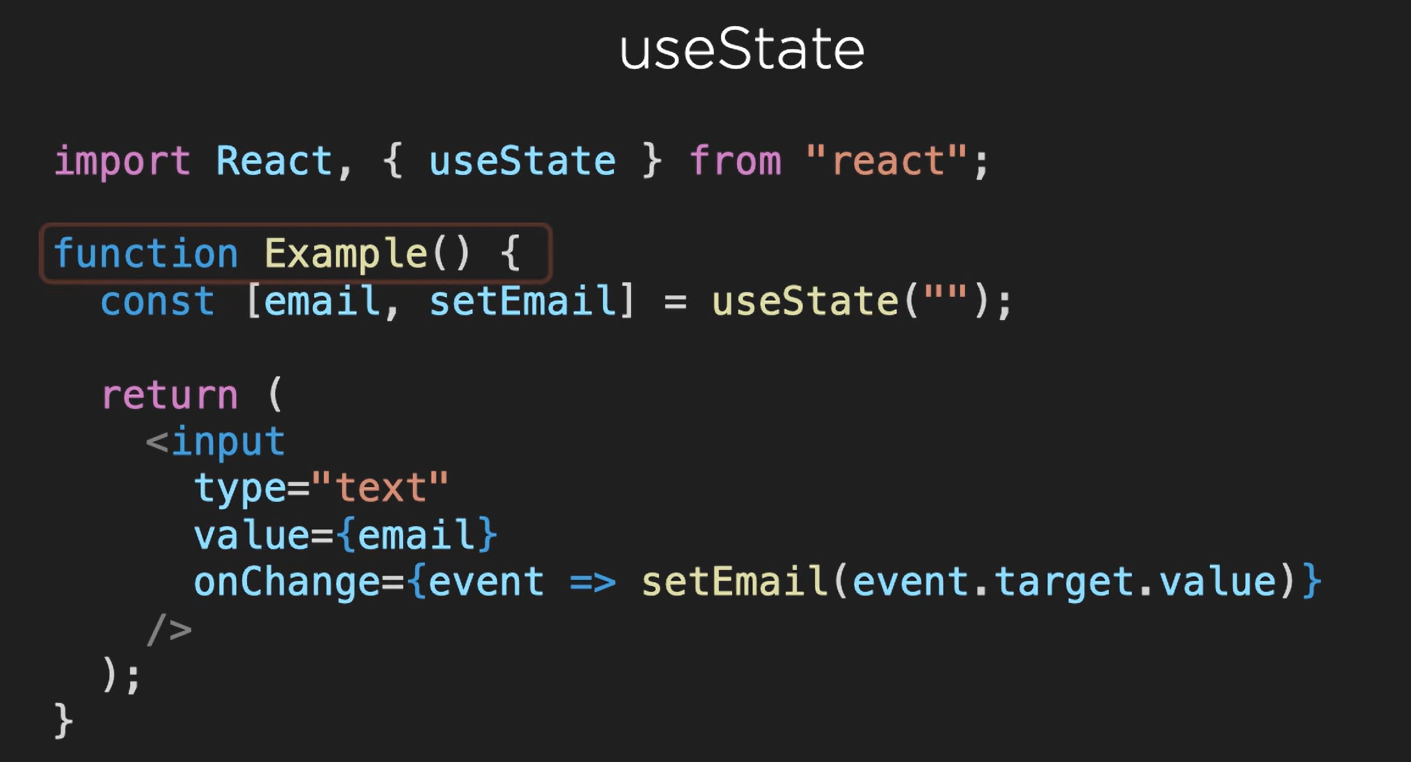 useState
import React, { useState } from "react";
function Example() {
const [email, setEmail] = useState("");
return (
<input
type="text"
value={email}
onChange={event => setEmail(event.target.value)}
/>
);
}